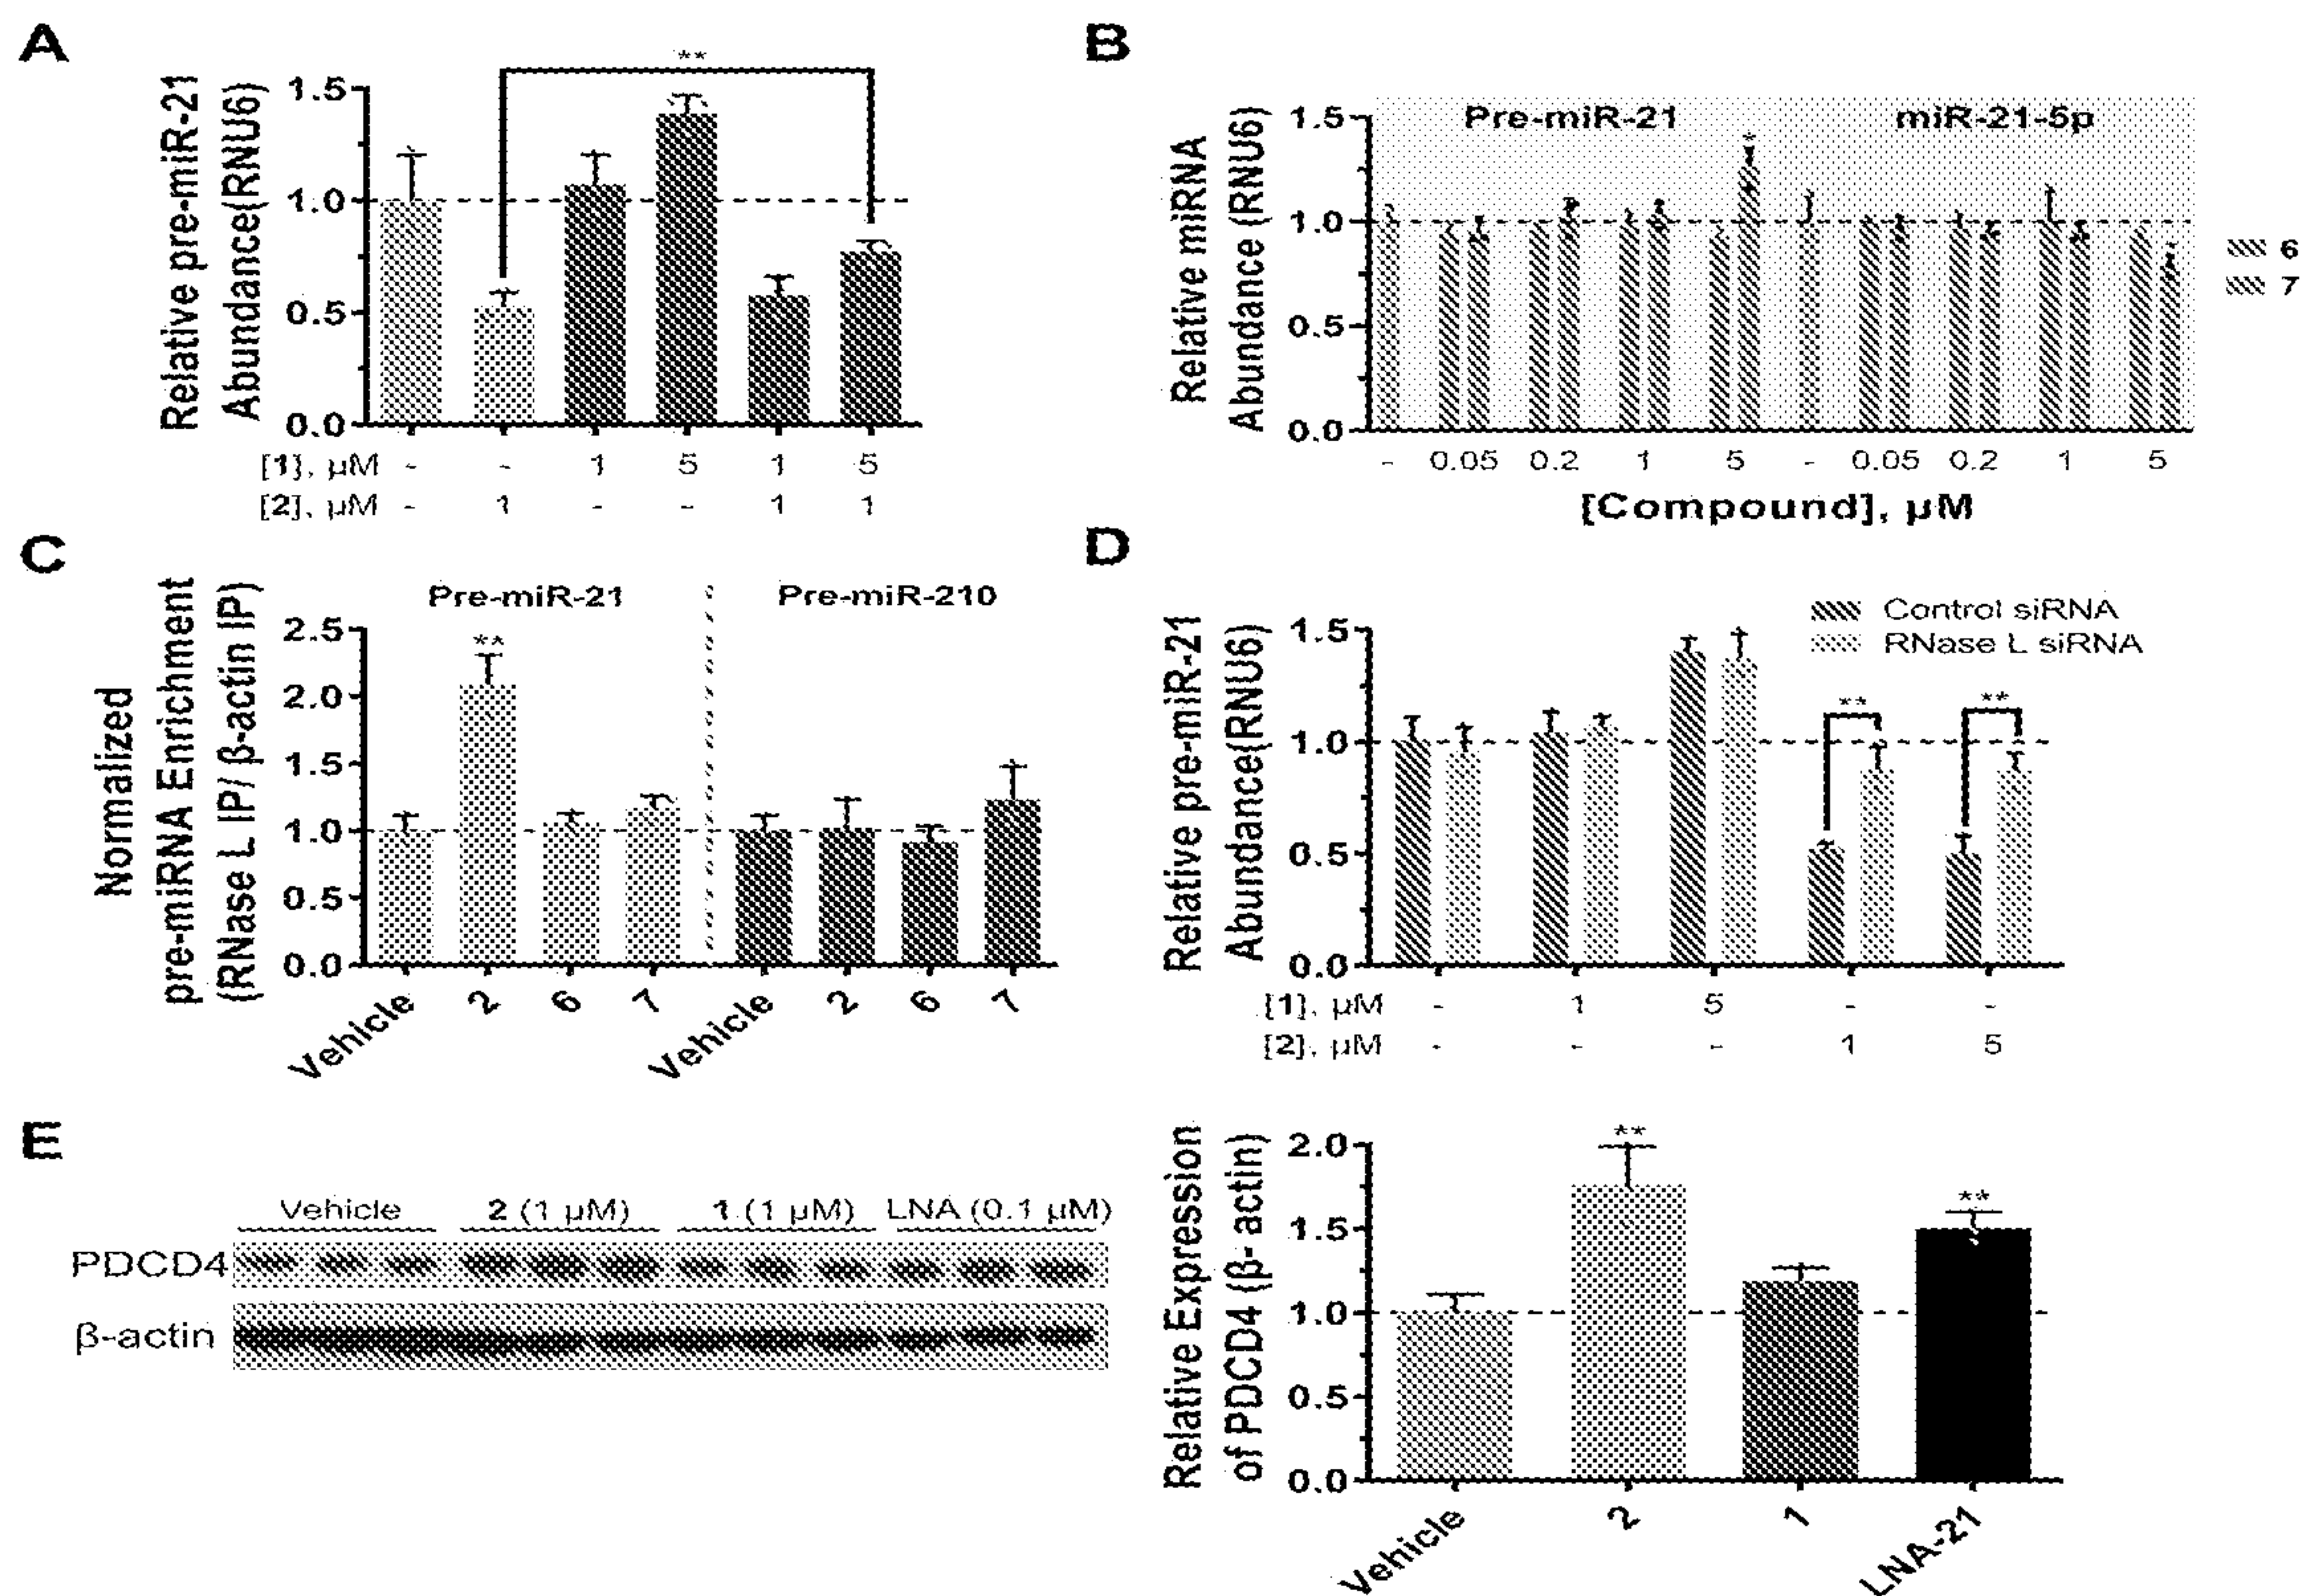 A
**
Relative pre-miR-21
Abundance(RNU6)
1.5
1.0
0.5
0.0
[1], µM - - 1 5 1 5
[2], µM - 1 - - 1 1
B
Relative miRNA
Abundance (RNU6)
1.5
1.0
0.5
0.0
Pre-miR-21
miR-21-5p
*
6
7
- 0.05 0.2 1 5 - 0.05 0.2 1 5
[Compound], µM
C
Normalized
pre-miRNA Enrichment
(RNase L IP/ β-actin IP)
Pre-miR-21
Pre-miR-210
2.5
2.0
1.5
1.0
0.5
0.0
**
Vehicle 2 6 7 Vehicle 2 6 7
D
Relative pre-miR-21
Abundance(RNU6)
1.5
1.0
0.5
0.0
Control siRNA
RNase L siRNA
** **
[1], µM - 1 5 - -
[2], µM - - - 1 5
E
Vehicle 2 (1 µM) 1 (1 µM) LNA (0.1 µM)
PDCD4
β-actin
Relative Expression
of PDCD4 (β- actin)
2.0
1.5
1.0
0.5
0.0
**
**
Vehicle 2 1 LNA-21